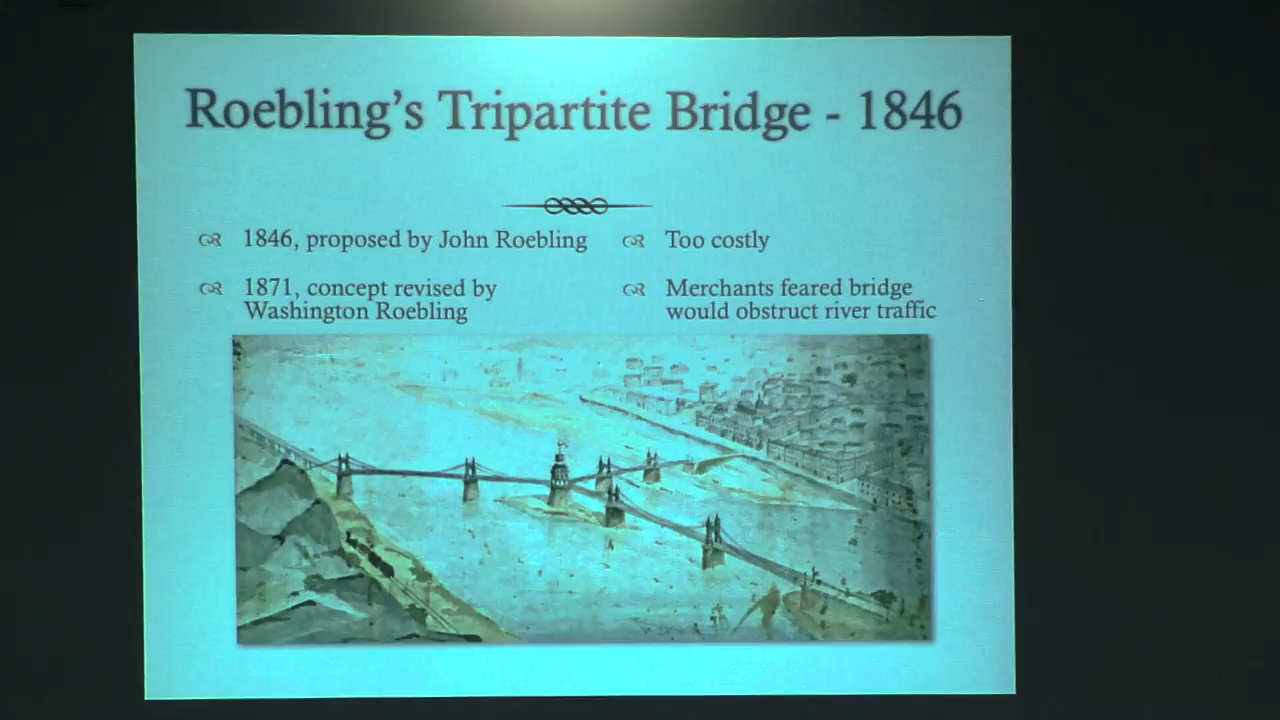 Roebling's Tripartite Bridge - 1846
1846, proposed by John Roebling
1871, concept revised by
Washington Roebling
Too costly
Merchants feared bridge
would obstruct river traffic